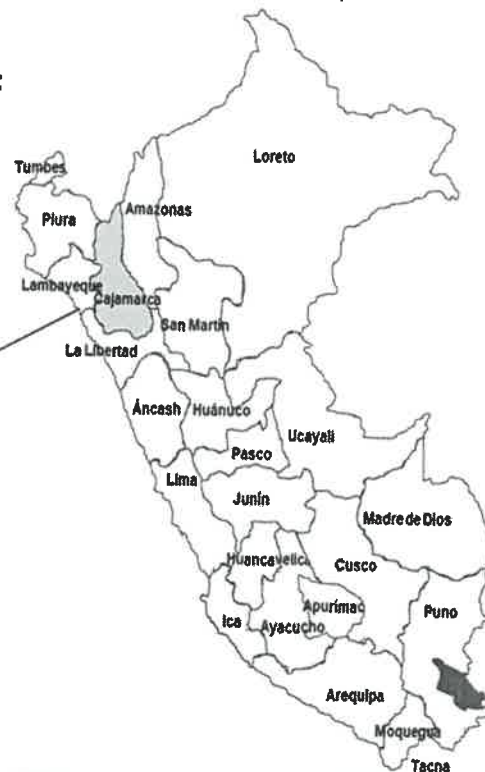 :
Loreto
Tumbes
Amazonas
Piura
Lambayeque
Cajamarca
San Martín
La Libertad
Áncash
Huánuco
Ucayali
Pasco
Lima
Junín
Madre de Dios
Huancavelica
Cusco
Apurímac
Puno
Ica
Ayacucho
Arequipa
Moquegua
Tacna